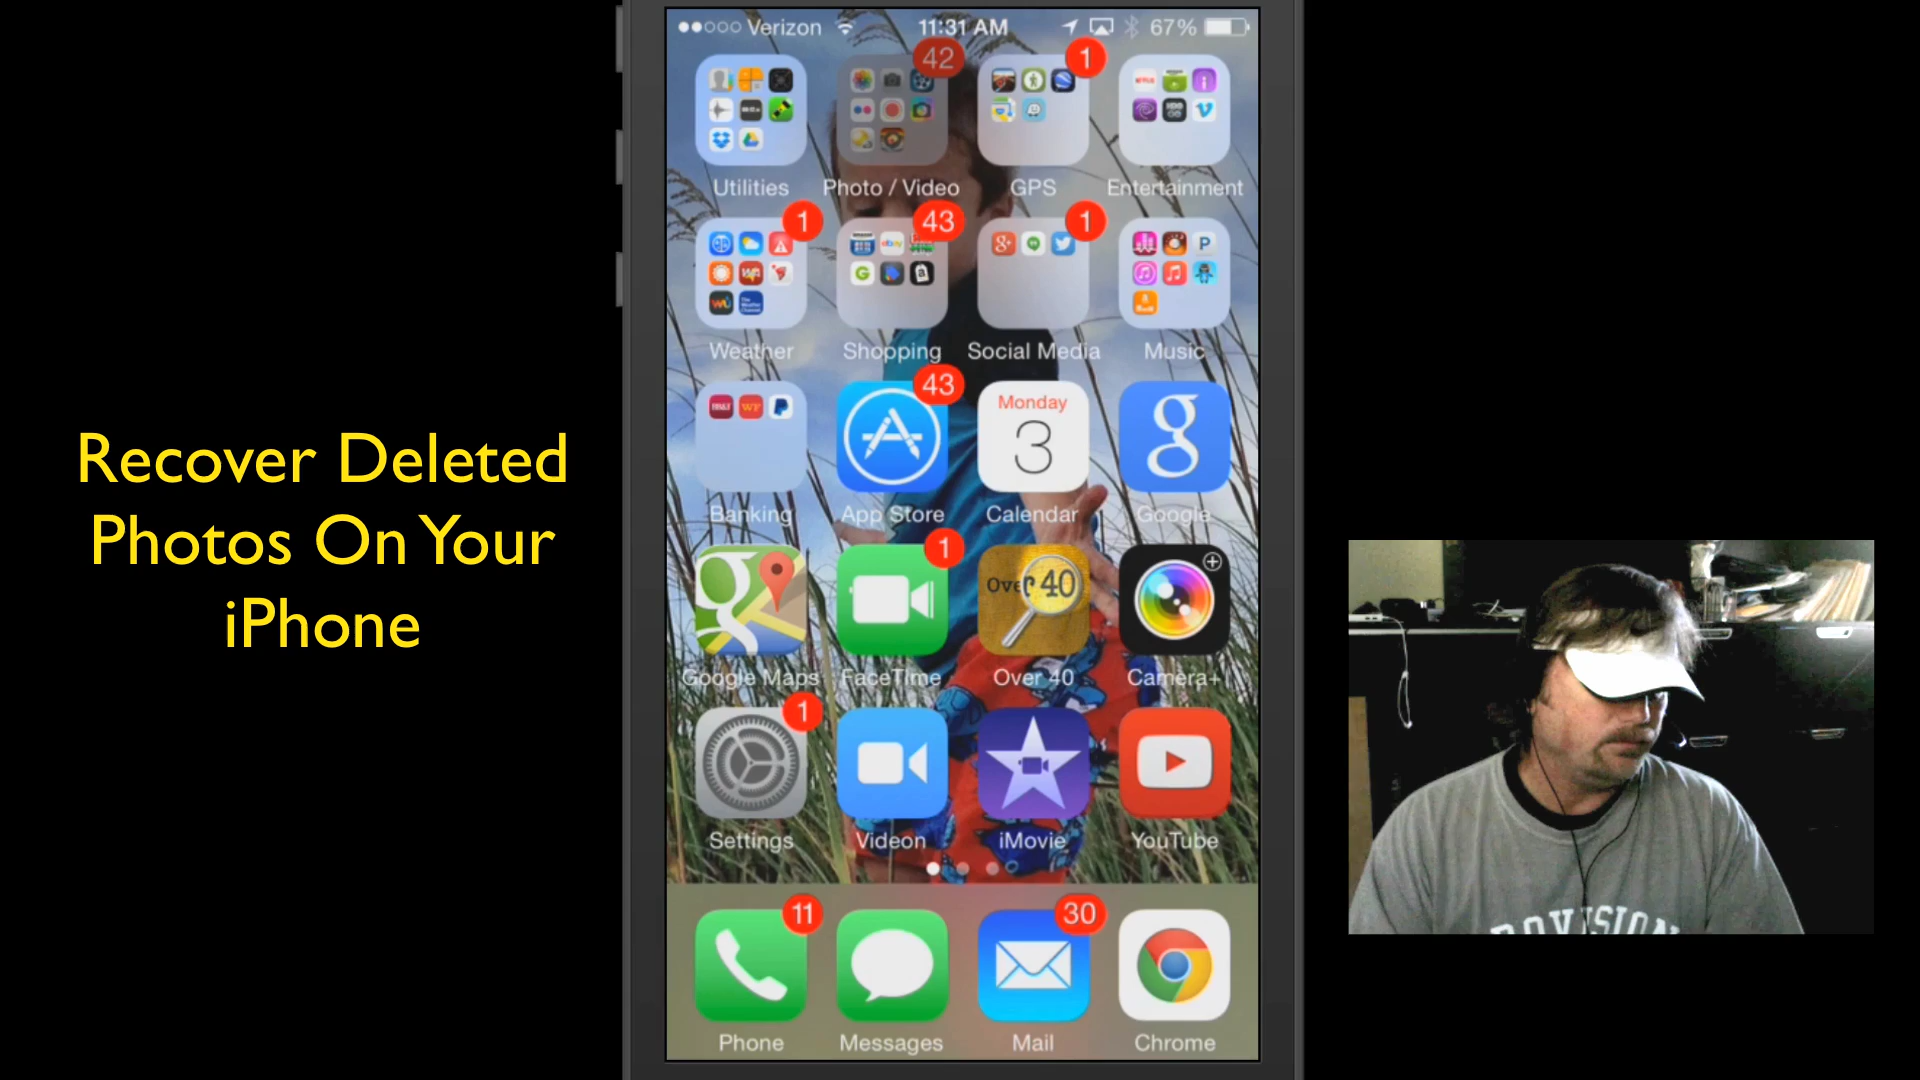 Verizon 11:31 AM 67%
42 1
Utilities Photo / Video GPS Entertainment
1 43 1
Weather Shopping Social Media Music
43
Monday
3
Banking App Store Calendar Google
1
Over 40
Google Maps FaceTime Over 40 Camera+
1
Settings Videon iMovie YouTube
11 30
Phone Messages Mail Chrome
Recover Deleted
Photos On Your
iPhone